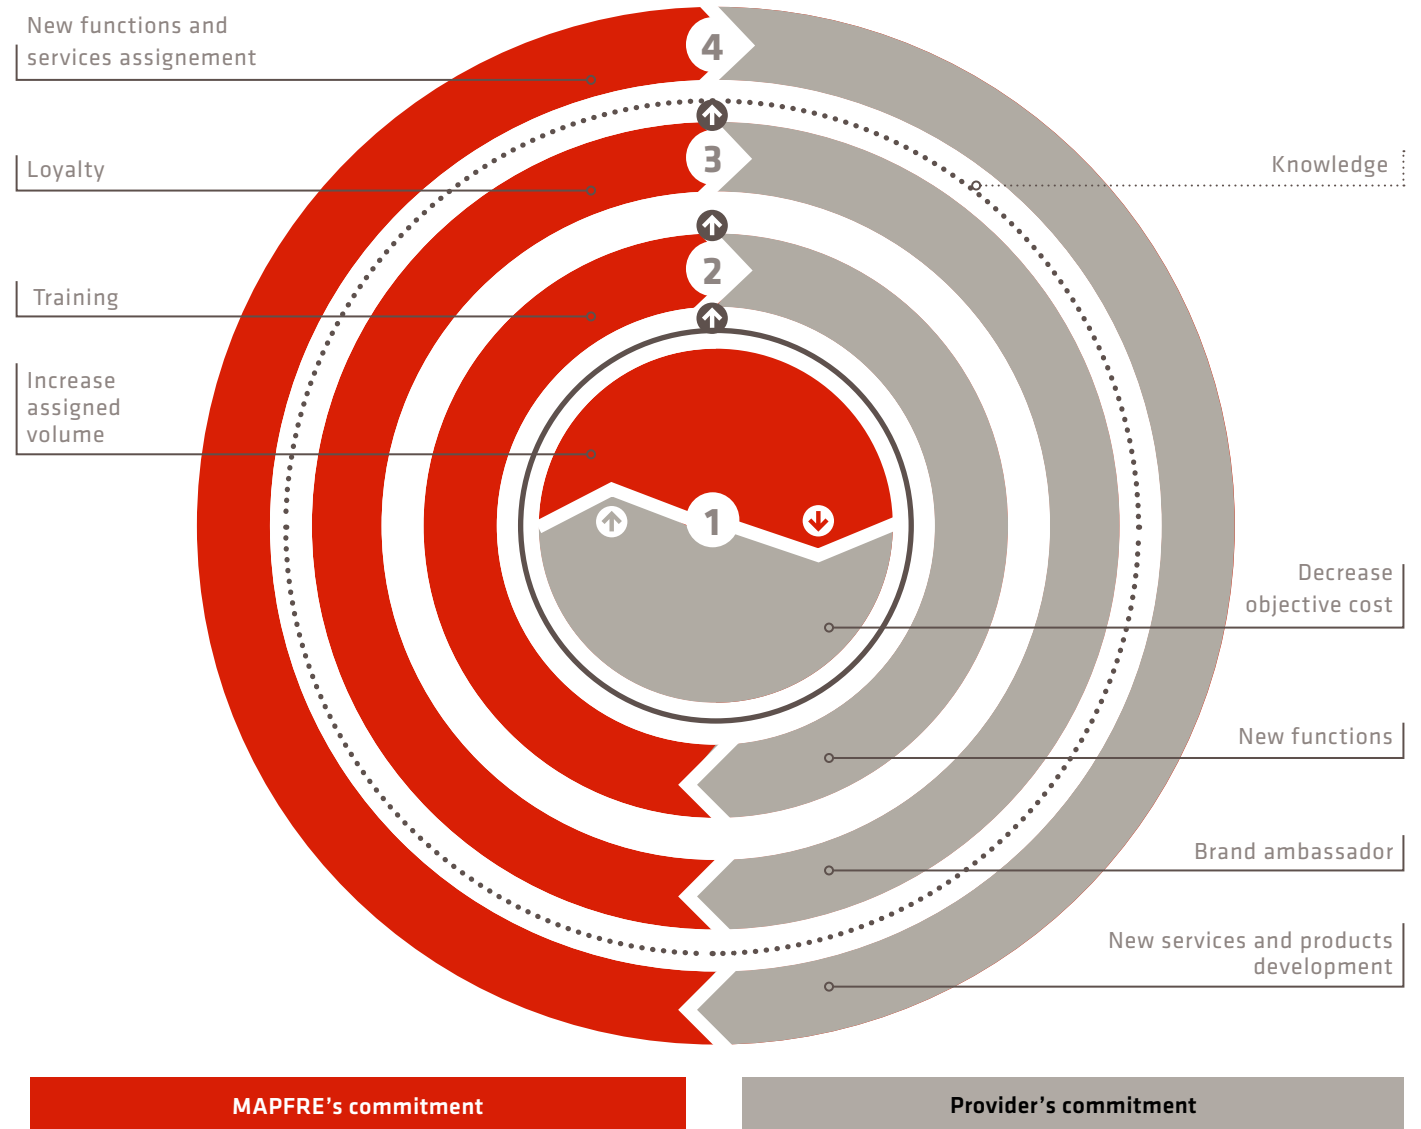 New functions and
services assignement
4
3
Loyalty
Knowledge
2
Training
Increase
assigned
volume
1
Decrease
objective cost
New functions
Brand ambassador
New services and products
development
MAPFRE's commitment
Provider's commitment